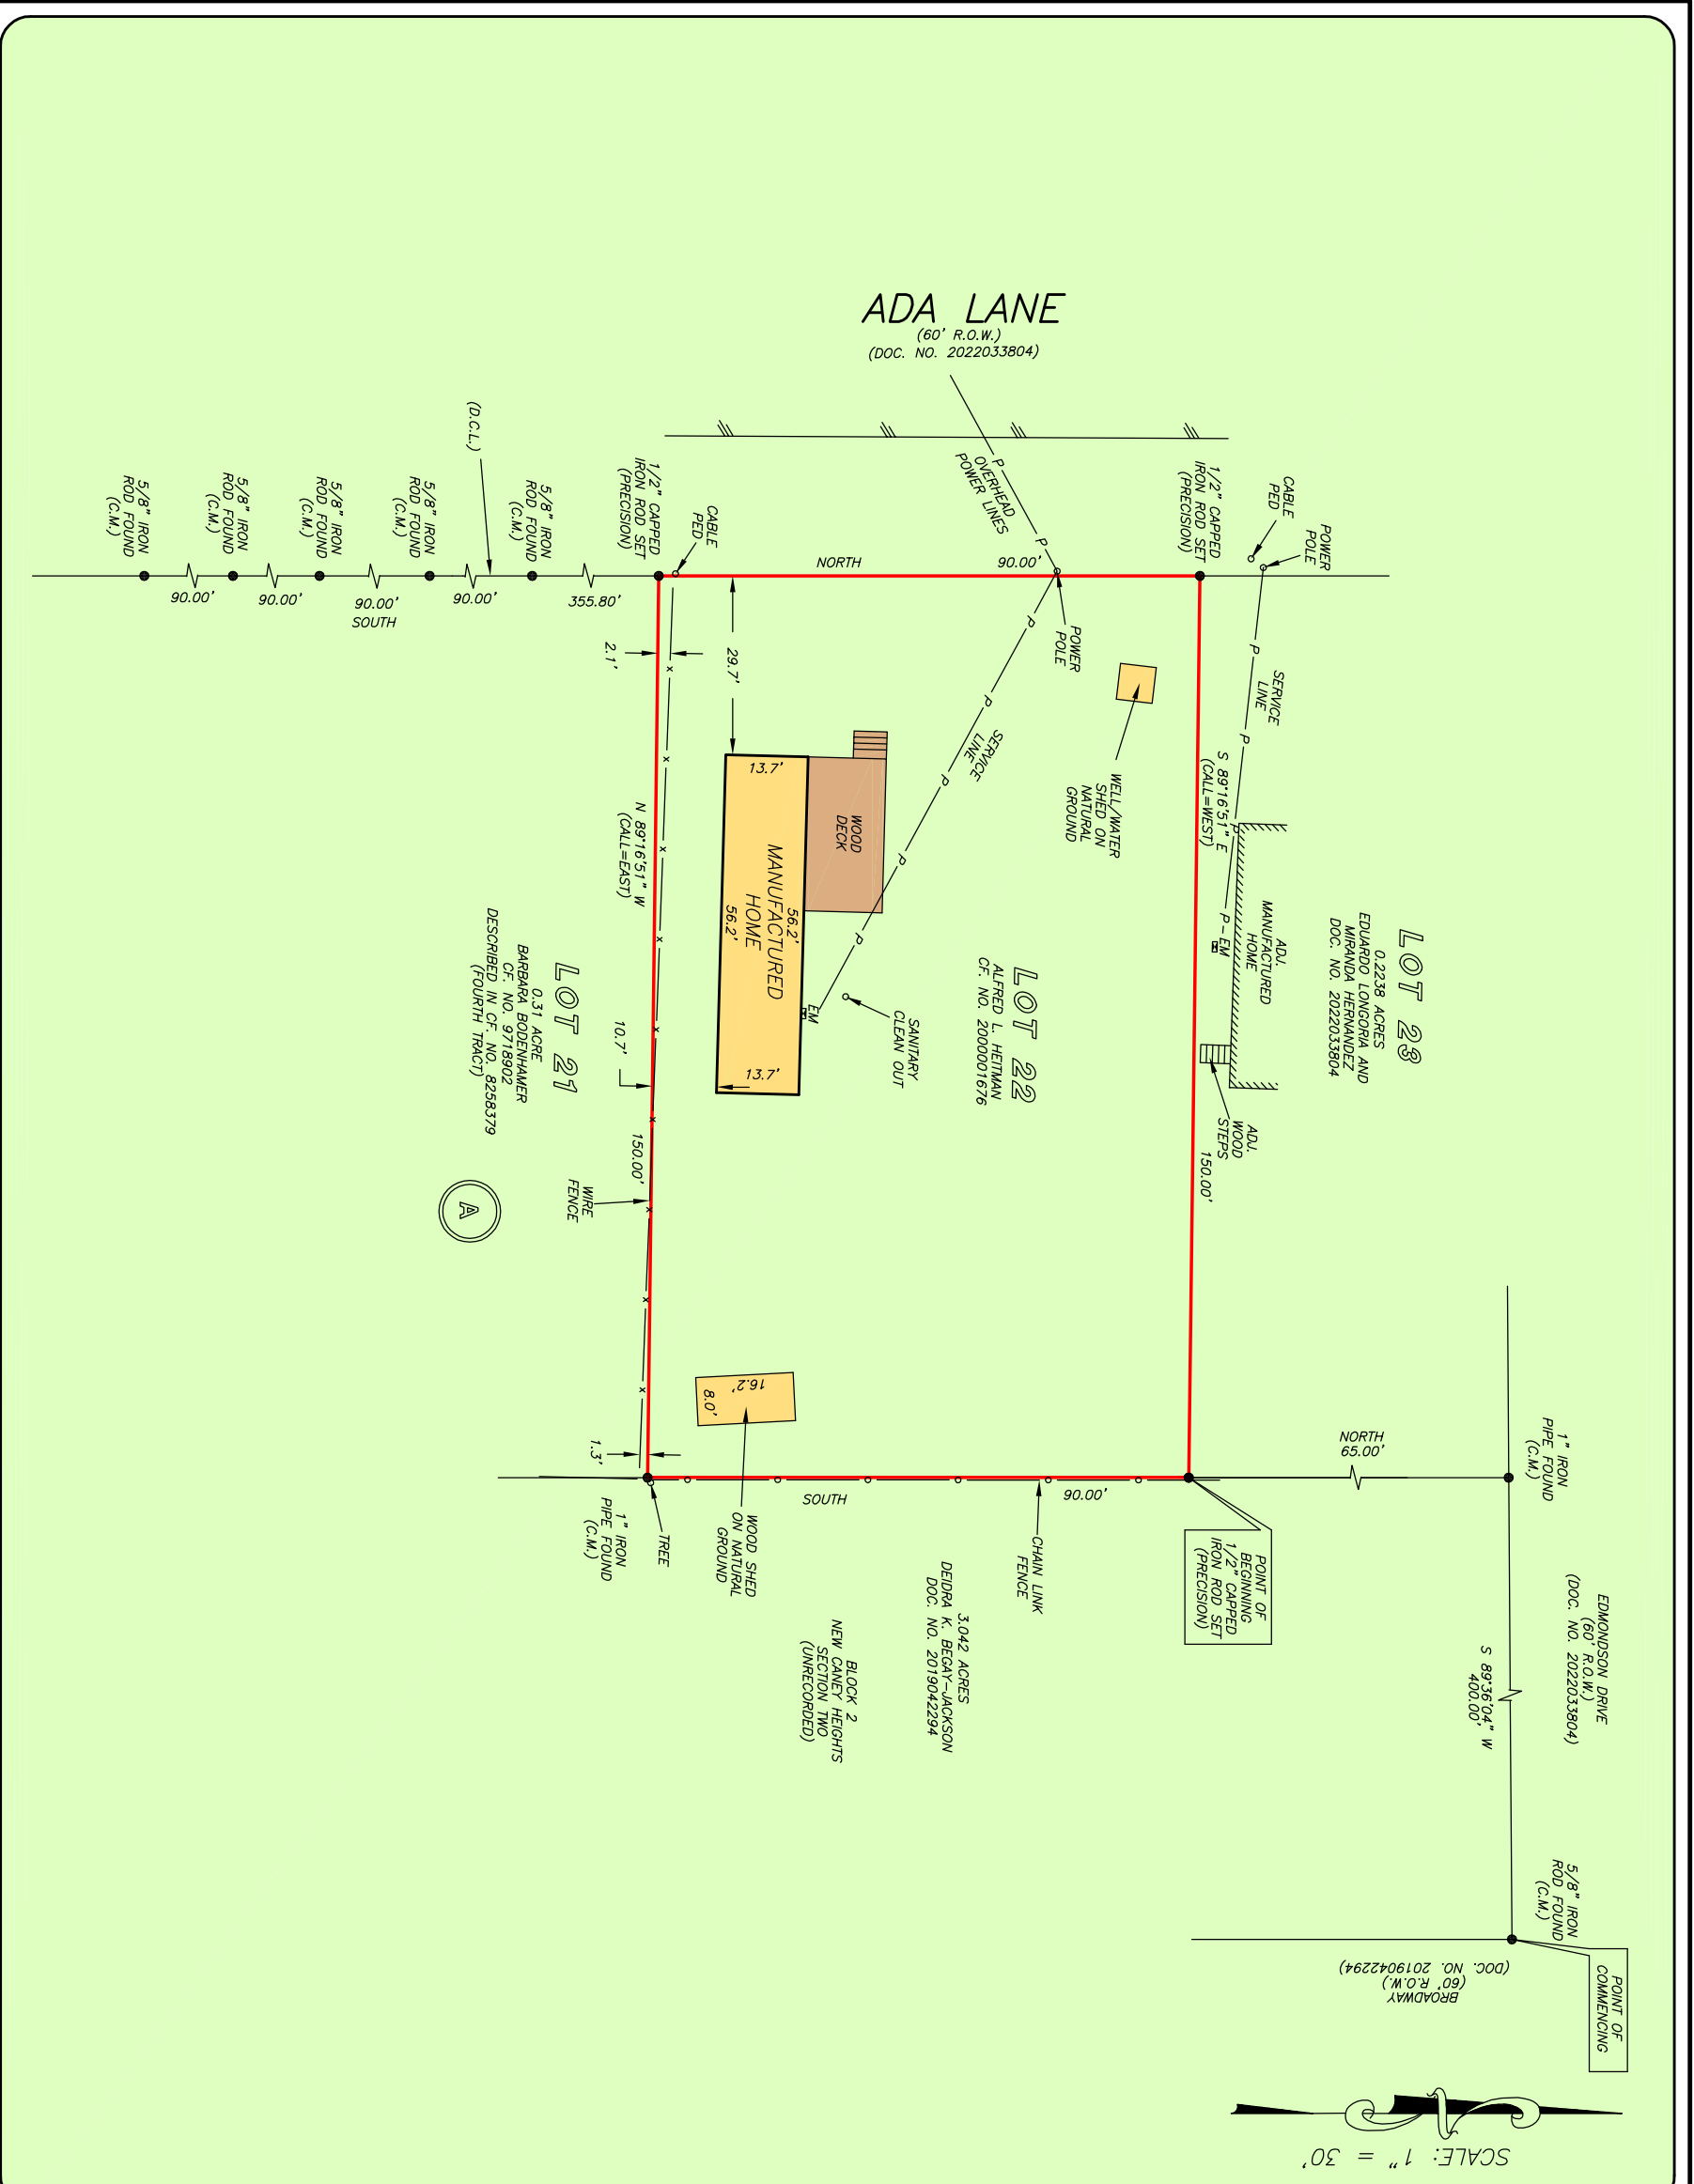 ADA LANE
(60' R.O.W.)
(DOC. NO. 2022033804)
OVERHEAD
POWER LINES
(D.C.L.)
5/8" IRON
ROD FOUND
(C.M.)
5/8" IRON
ROD FOUND
(C.M.)
5/8" IRON
ROD FOUND
(C.M.)
5/8" IRON
ROD FOUND
(C.M.)
5/8" IRON
ROD FOUND
(C.M.)
1/2" CAPPED
IRON ROD SET
(PRECISION)
CABLE
PED
1/2" CAPPED
IRON ROD SET
(PRECISION)
CABLE
PED
POWER
POLE
NORTH
90.00'
90.00'
90.00'
90.00'
90.00'
355.80'
SOUTH
2.1'
29.7'
POWER
POLE
SERVICE
LINE
SERVICE
LINE
WELL/WATER
SHED ON
NATURAL
GROUND
S 89°16'51" E
(CALL=WEST)
150.00'
13.7'
WOOD
DECK
56.2'
MANUFACTURED
HOME
56.2'
13.7'
EM
SANITARY
CLEAN OUT
N 89°16'51" W
(CALL=EAST)
10.7'
150.00'
WIRE
FENCE
LOT 21
0.31 ACRE
BARBARA BODENHAMER
CF. NO. 9718902
DESCRIBED IN CF. NO. 8258379
(FOURTH TRACT)
A
LOT 22
ALFRED L. HEITMAN
CF. NO. 2000001676
LOT 23
0.2238 ACRES
EDUARDO LONGORIA AND
MIRANDA HERNANDEZ
DOC. NO. 2022033804
ADJ.
MANUFACTURED
HOME
EM
ADJ.
WOOD
STEPS
P
P
P
P
P
P
P
P
P
P
P
P
P
x
x
x
x
x
x
x
x
x
16.2'
8.0'
1.3'
WOOD SHED
ON NATURAL
GROUND
TREE
1" IRON
PIPE FOUND
(C.M.)
SOUTH
90.00'
CHAIN LINK
FENCE
POINT OF
BEGINNING
1/2" CAPPED
IRON ROD SET
(PRECISION)
NORTH
65.00'
1" IRON
PIPE FOUND
(C.M.)
3.042 ACRES
DEIDRA K. BEGAY-JACKSON
DOC. NO. 2019042294
BLOCK 2
NEW CANEY HEIGHTS
SECTION TWO
(UNRECORDED)
EDMONDSON DRIVE
(60' R.O.W.)
(DOC. NO. 2022033804)
S 89°36'04" W
400.00'
5/8" IRON
ROD FOUND
(C.M.)
POINT OF
COMMENCING
BROADWAY
(60' R.O.W.)
(DOC. NO. 2019042294)
N
SCALE: 1" = 30'